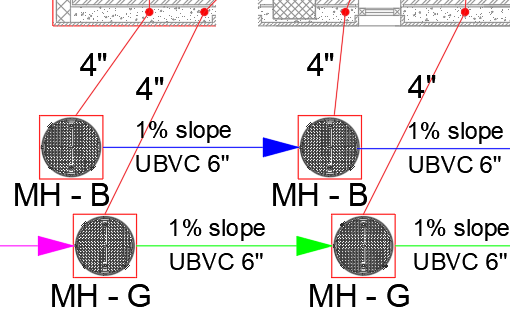 4"
4"
4"
4"
1% slope
1% slope
UBVC 6"
UBVC 6"
MH - B
MH - B
1% slope
1% slope
UBVC 6"
UBVC 6"
MH - G
MH - G